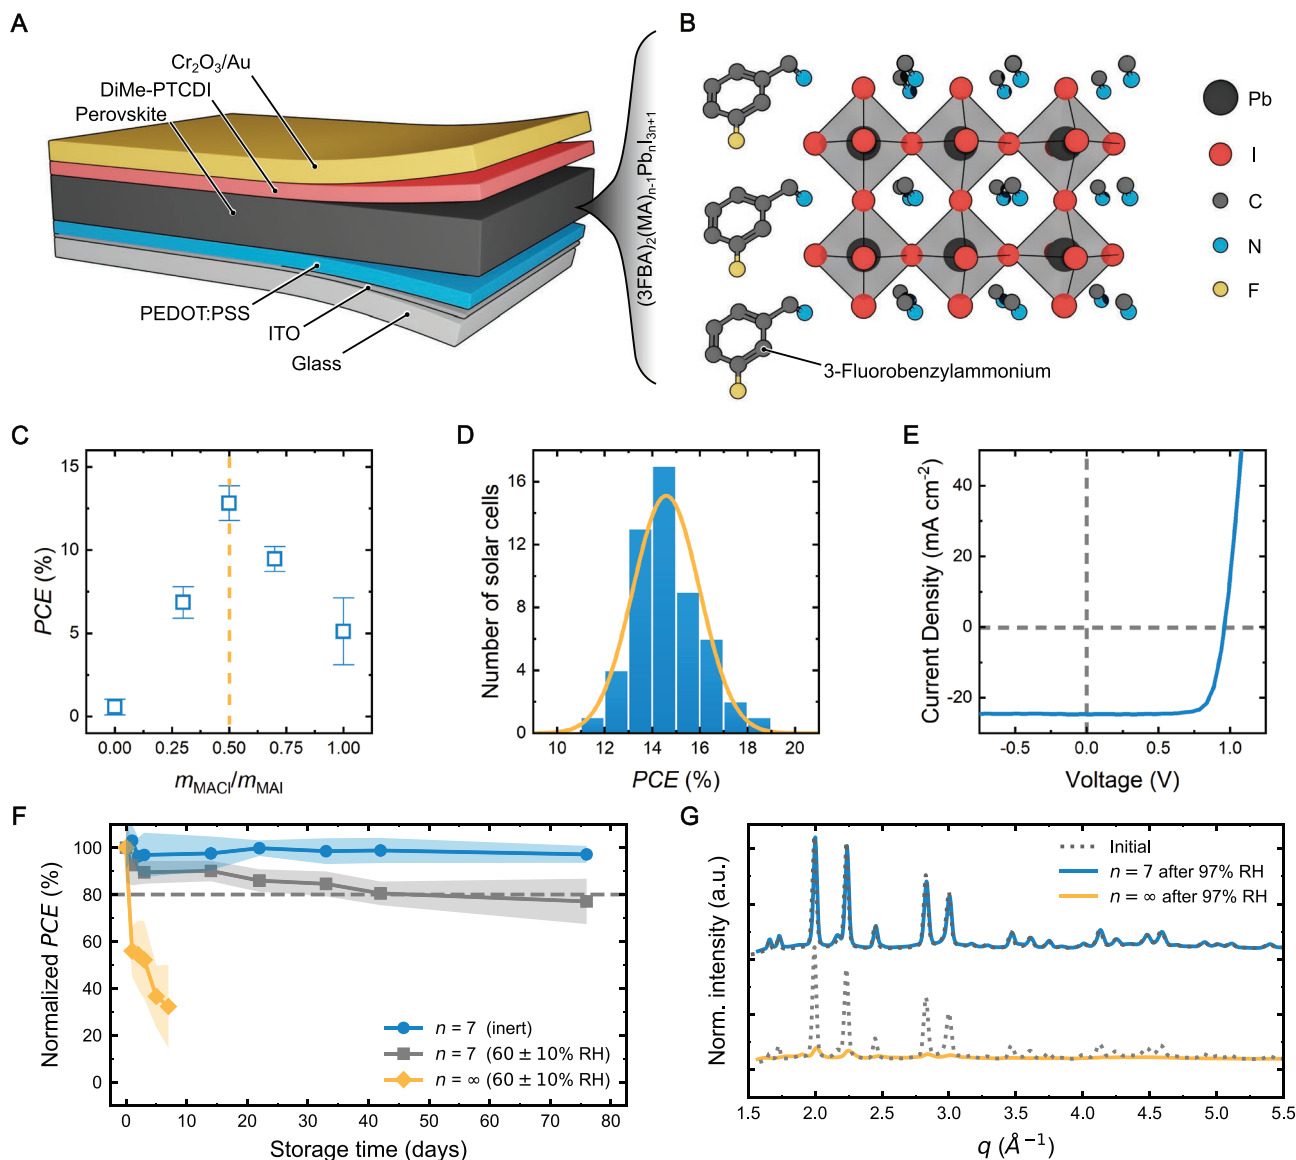 A
Cr₂O₃/Au
DiMe-PTCDI
Perovskite
PEDOT:PSS
ITO
Glass
(3FBA)₂(MA)ₙ₋₁PbₙI₃ₙ₊₁
B
3-Fluorobenzylammonium
Pb
I
C
N
F
C
PCE (%)
15
10
5
0
0.00
0.25
0.50
0.75
1.00
m_MACl/m_MAI
D
Number of solar cells
16
12
8
4
0
10
12
14
16
18
20
PCE (%)
E
Current Density (mA cm⁻²)
40
20
0
-20
-0.5
0.0
0.5
1.0
Voltage (V)
F
Normalized PCE (%)
100
80
60
40
20
0
n = 7 (inert)
n = 7 (60 ± 10% RH)
n = ∞ (60 ± 10% RH)
0
10
20
30
40
50
60
70
80
Storage time (days)
G
Norm. intensity (a.u.)
Initial
n = 7 after 97% RH
n = ∞ after 97% RH
1.5
2.0
2.5
3.0
3.5
4.0
4.5
5.0
5.5
q (Å⁻¹)